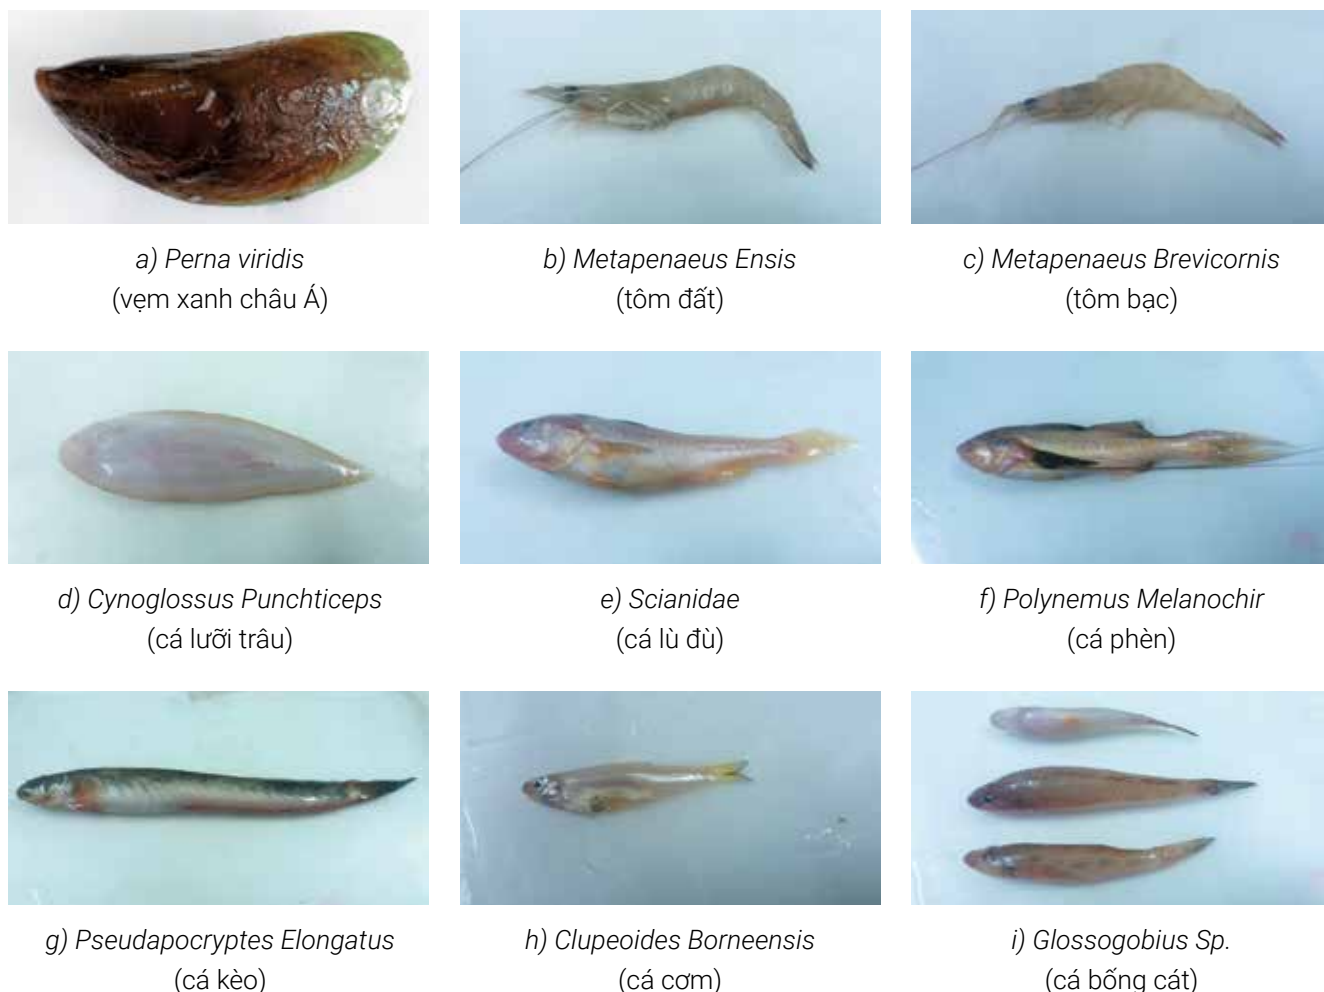 a) Perna viridis
(vẹm xanh châu Á)
b) Metapenaeus Ensis
(tôm đất)
c) Metapenaeus Brevicornis
(tôm bạc)
d) Cynoglossus Punchticeps
(cá lưỡi trâu)
e) Scianidae
(cá lù đù)
f) Polynemus Melanochir
(cá phèn)
g) Pseudapocryptes Elongatus
(cá kèo)
h) Clupeoides Borneensis
(cá cơm)
i) Glossogobius Sp.
(cá bống cát)